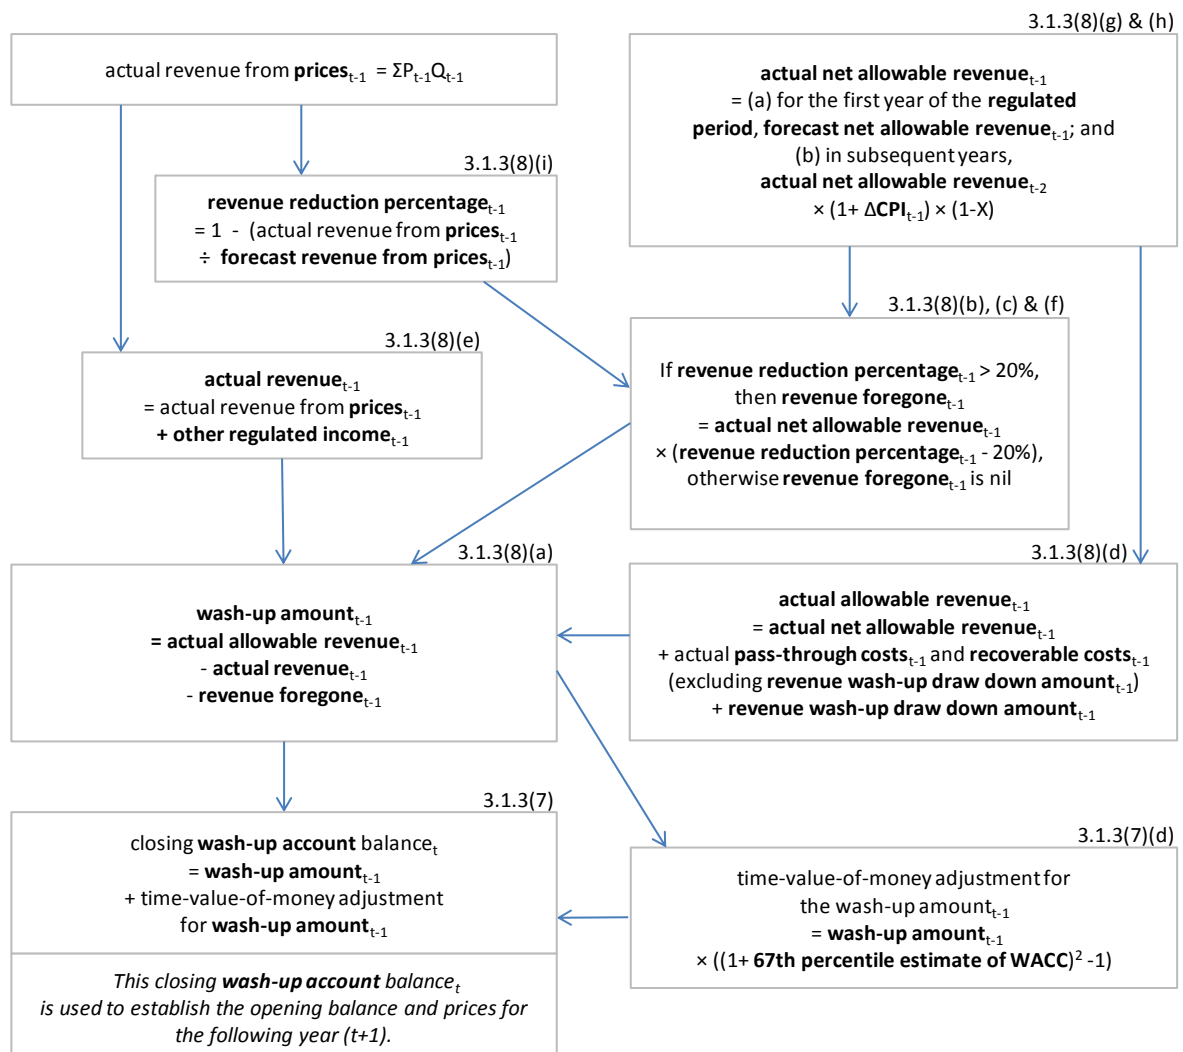 actual revenue from prices t-1 = ΣP t-1 Q t-1
3.1.3(8)(g) & (h)
actual net allowable revenue t-1
= (a) for the first year of the regulated
period, forecast net allowable revenue t-1; and
(b) in subsequent years,
actual net allowable revenue t-2
× (1+ ΔCPI t-1) × (1-X)
3.1.3(8)(i)
revenue reduction percentage t-1
= 1 - (actual revenue from prices t-1
÷ forecast revenue from prices t-1)
3.1.3(8)(b), (c) & (f)
If revenue reduction percentage t-1 > 20%,
then revenue foregone t-1
= actual net allowable revenue t-1
× (revenue reduction percentage t-1 - 20%),
otherwise revenue foregone t-1 is nil
3.1.3(8)(e)
actual revenue t-1
= actual revenue from prices t-1
+ other regulated income t-1
3.1.3(8)(a)
wash-up amount t-1
= actual allowable revenue t-1
- actual revenue t-1
- revenue foregone t-1
3.1.3(8)(d)
actual allowable revenue t-1
= actual net allowable revenue t-1
+ actual pass-through costs t-1 and recoverable costs t-1
(excluding revenue wash-up draw down amount t-1)
+ revenue wash-up draw down amount t-1
3.1.3(7)
closing wash-up account balance t
= wash-up amount t-1
+ time-value-of-money adjustment
for wash-up amount t-1
This closing wash-up account balance t
is used to establish the opening balance and prices for
the following year (t+1).
3.1.3(7)(d)
time-value-of-money adjustment for
the wash-up amount t-1
= wash-up amount t-1
× ((1+ 67th percentile estimate of WACC)² -1)